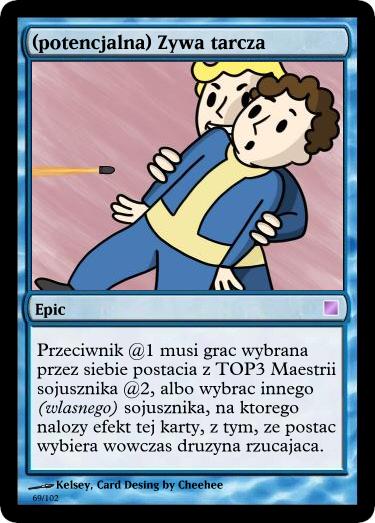 (potencjalna) Zywa tarcza
Epic
Przeciwnik @1 musi grac wybrana
przez siebie postacia z TOP3 Maestrii
sojusznika @2, albo wybrac innego
(wlasnego) sojusznika, na ktorego
nalozy efekt tej karty, z tym, ze postac
wybiera wowczas druzyna rzucajaca.
Kelsey, Card Desing by Cheehee
69/102